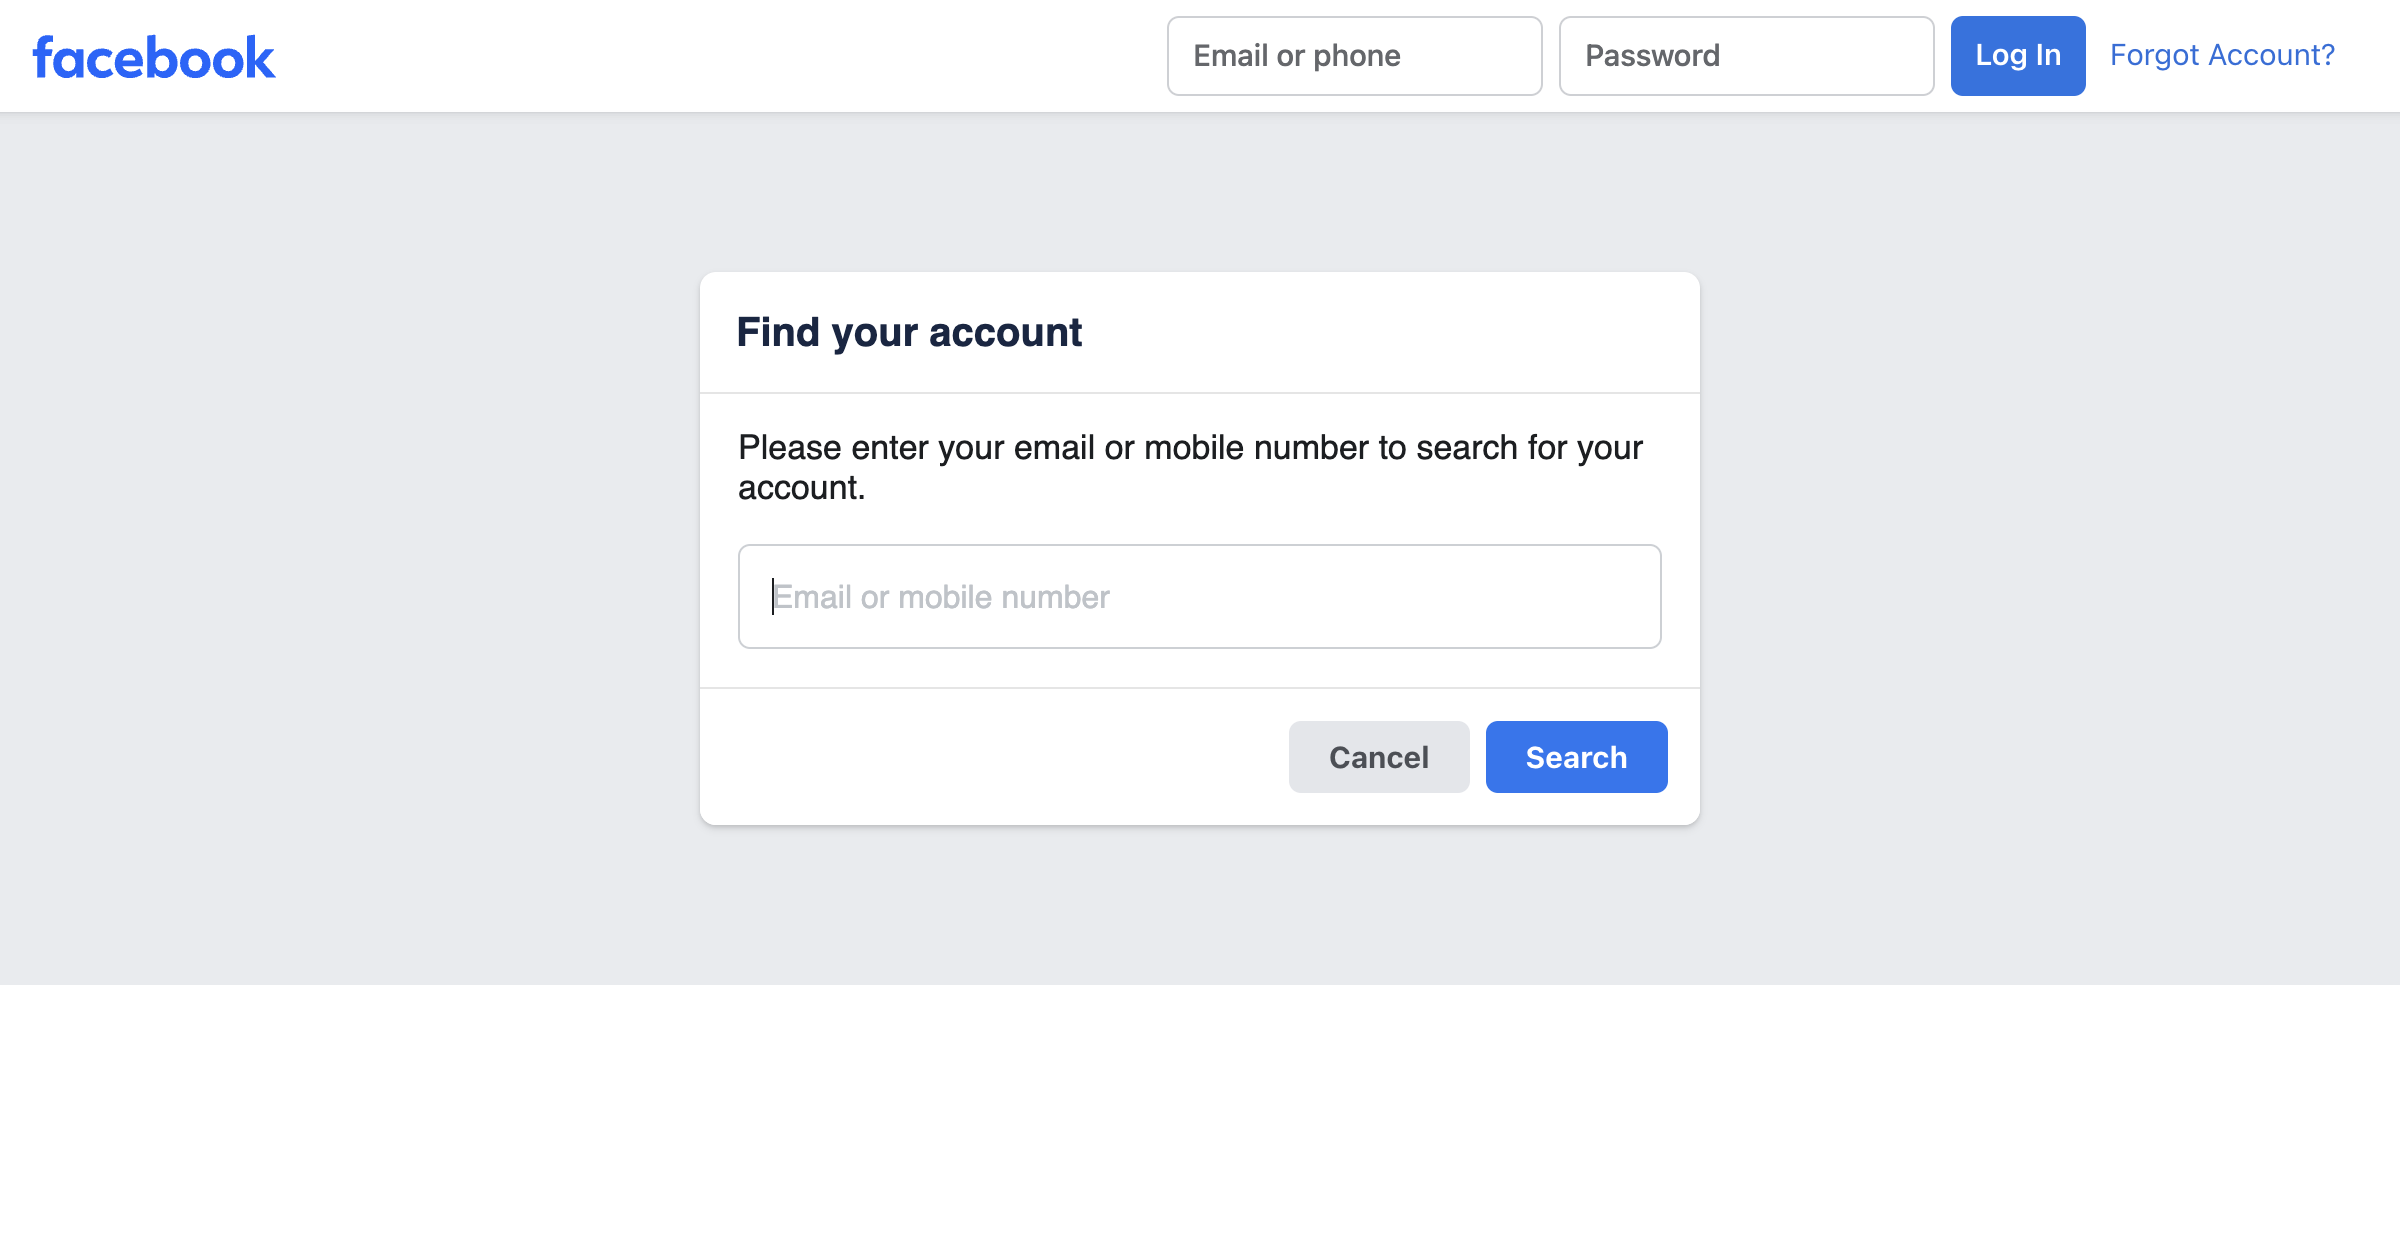 facebook
Email or phone
Password
Log In
Forgot Account?
Find your account
Please enter your email or mobile number to search for your
account.
Email or mobile number
Cancel
Search